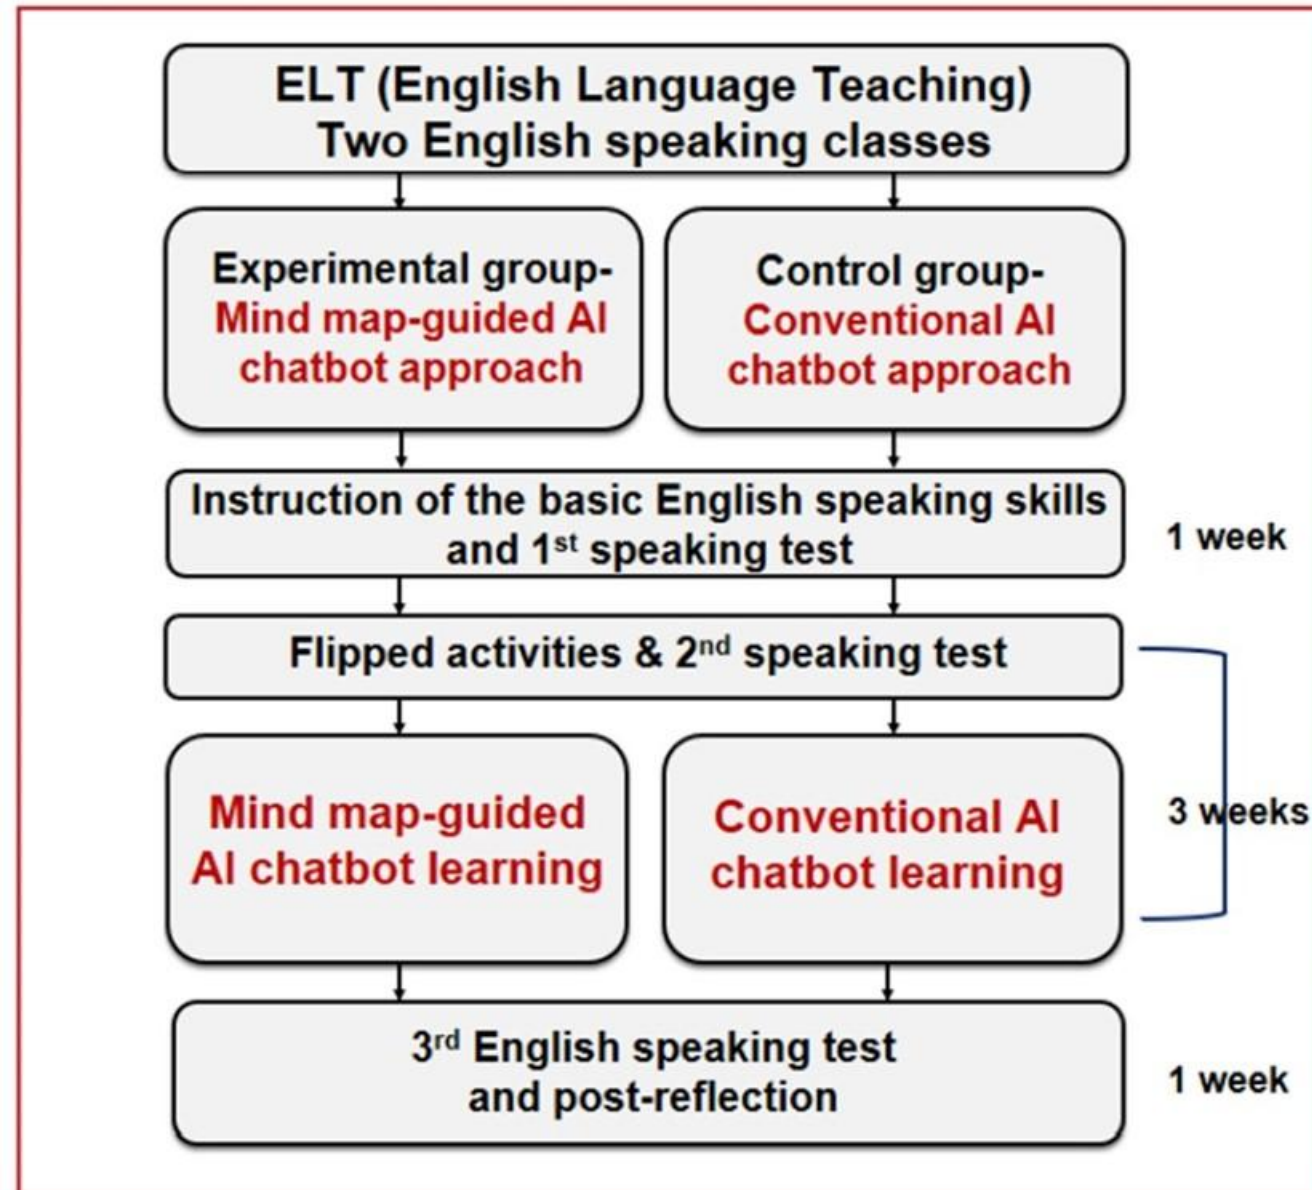 ELT (English Language Teaching)
Two English speaking classes
Experimental group-
Mind map-guided AI
chatbot approach
Control group-
Conventional AI
chatbot approach
Instruction of the basic English speaking skills
and 1st speaking test
1 week
Flipped activities & 2nd speaking test
Mind map-guided
AI chatbot learning
Conventional AI
chatbot learning
3 weeks
3rd English speaking test
and post-reflection
1 week